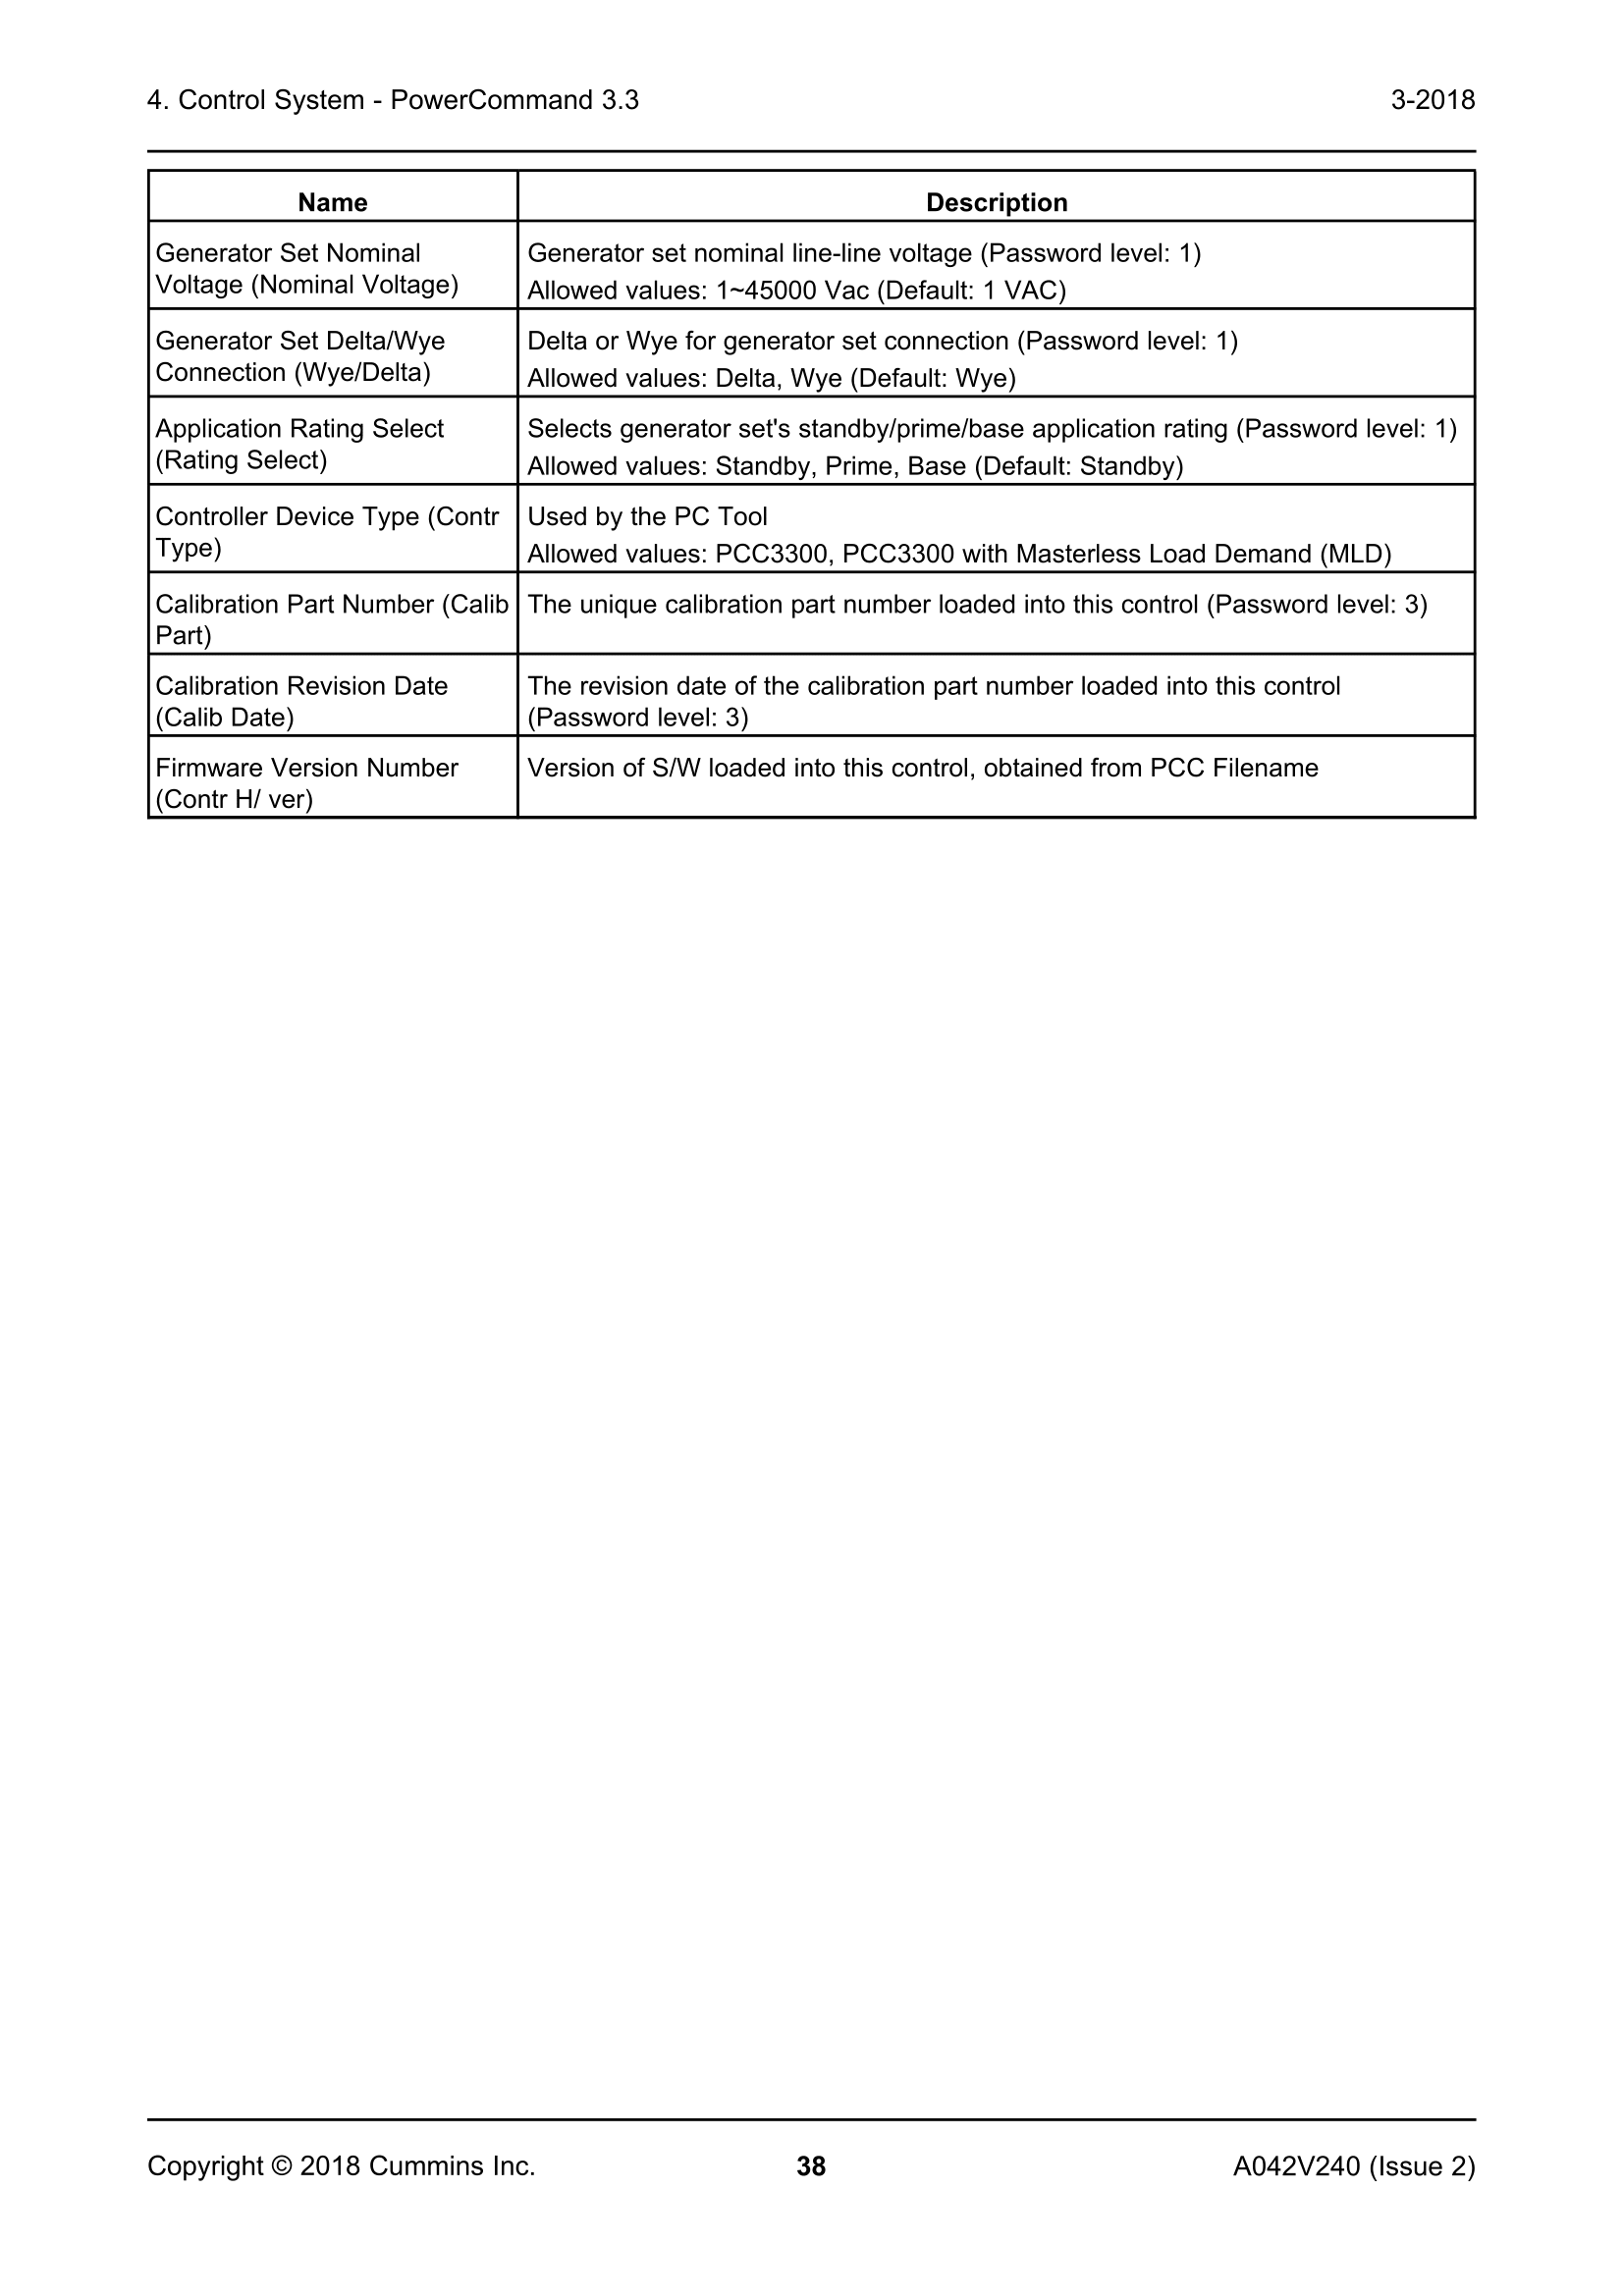 4. Control System - PowerCommand 3.3
3-2018
Name
Description
Generator Set Nominal
Voltage (Nominal Voltage)
Generator set nominal line-line voltage (Password level: 1)
Allowed values: 1~45000 Vac (Default: 1 VAC)
Generator Set Delta/Wye
Connection (Wye/Delta)
Delta or Wye for generator set connection (Password level: 1)
Allowed values: Delta, Wye (Default: Wye)
Application Rating Select
(Rating Select)
Selects generator set's standby/prime/base application rating (Password level: 1)
Allowed values: Standby, Prime, Base (Default: Standby)
Controller Device Type (Contr
Type)
Used by the PC Tool
Allowed values: PCC3300, PCC3300 with Masterless Load Demand (MLD)
Calibration Part Number (Calib
Part)
The unique calibration part number loaded into this control (Password level: 3)
Calibration Revision Date
(Calib Date)
The revision date of the calibration part number loaded into this control
(Password level: 3)
Firmware Version Number
(Contr H/ ver)
Version of S/W loaded into this control, obtained from PCC Filename
Copyright © 2018 Cummins Inc.
38
A042V240 (Issue 2)